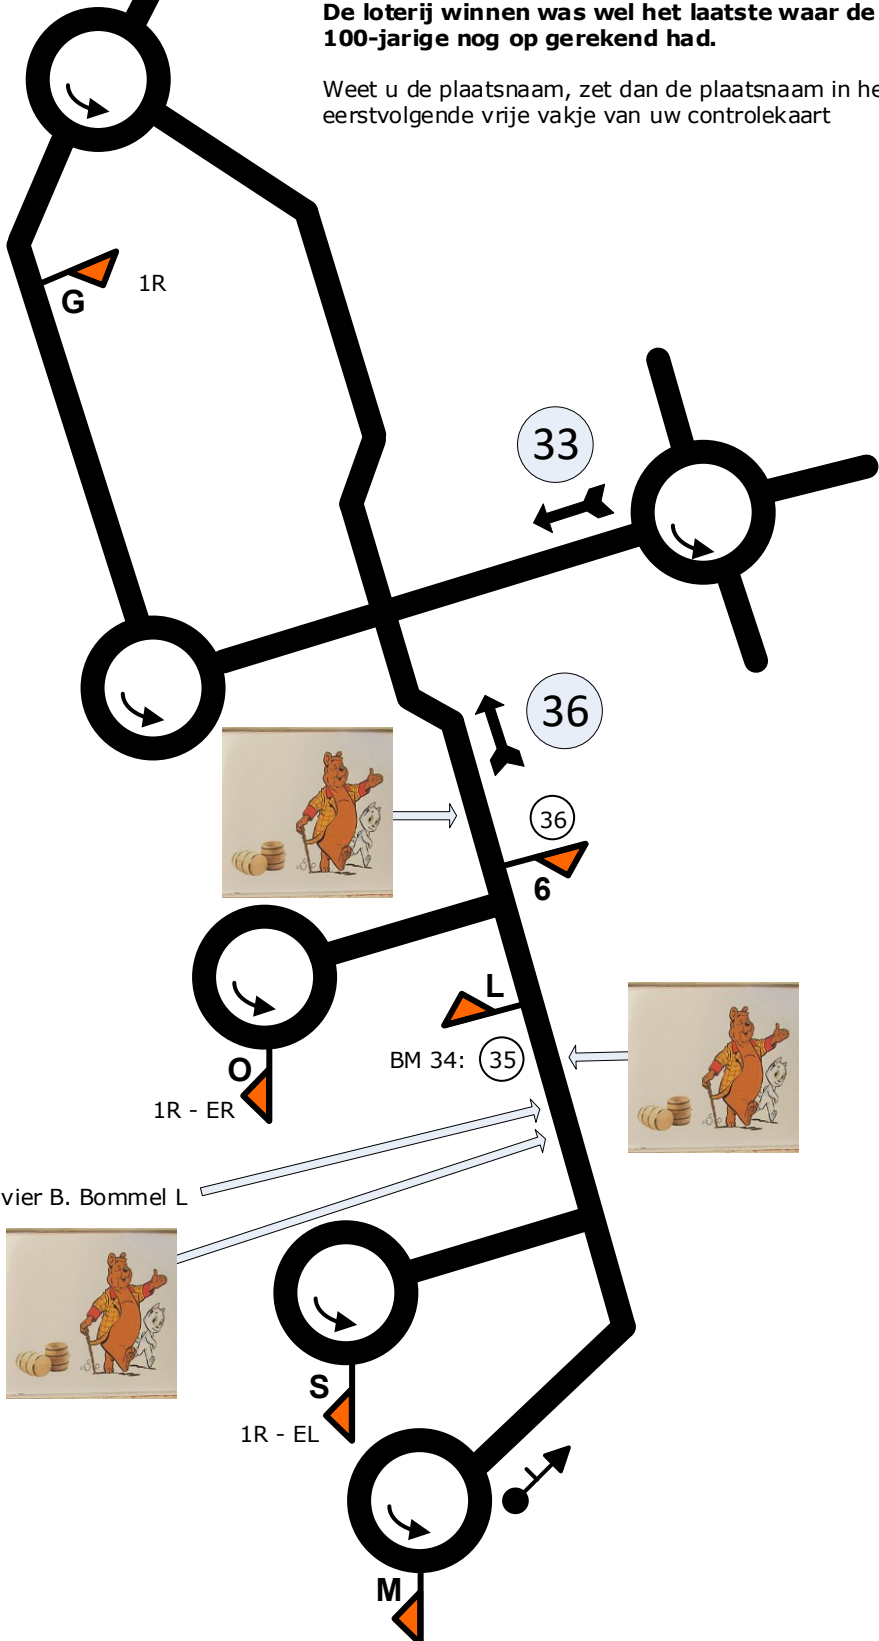 De loterij winnen was wel het laatste waar de
100-jarige nog op gerekend had.
Weet u de plaatsnaam, zet dan de plaatsnaam in he
eerstvolgende vrije vakje van uw controlekaart
G
1R
33
36
36
6
L
BM 34: 35
O
1R - ER
vier B. Bommel L
S
1R - EL
M